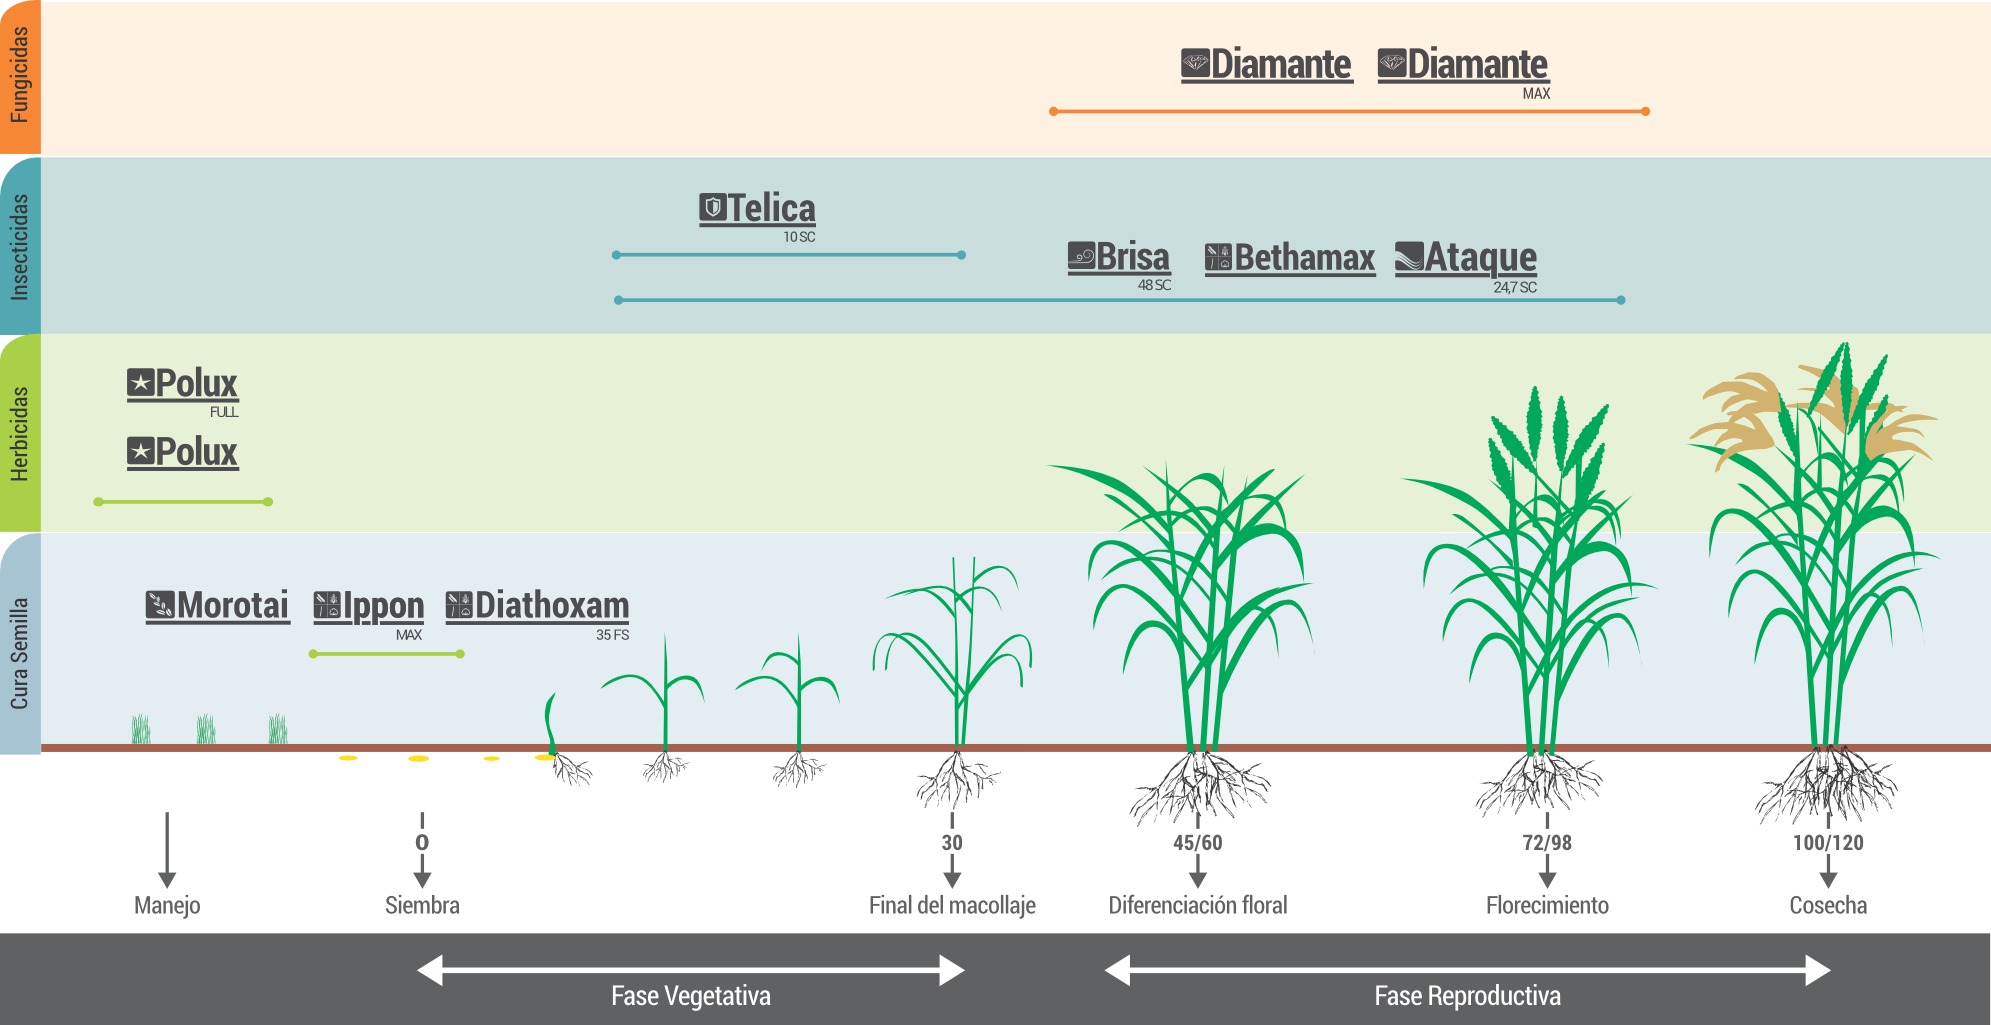 Fungicidas
Diamante
Diamante
MAX
Insecticidas
Telica
10 SC
Brisa
48 SC
Bethamax
Ataque
24,7 SC
Herbicidas
Polux
FULL
Polux
Cura Semilla
Morotai
Ippon
MAX
Diathoxam
35 FS
0
30
45/60
72/98
100/120
Manejo
Siembra
Final del macollaje
Diferenciación floral
Florecimiento
Cosecha
Fase Vegetativa
Fase Reproductiva